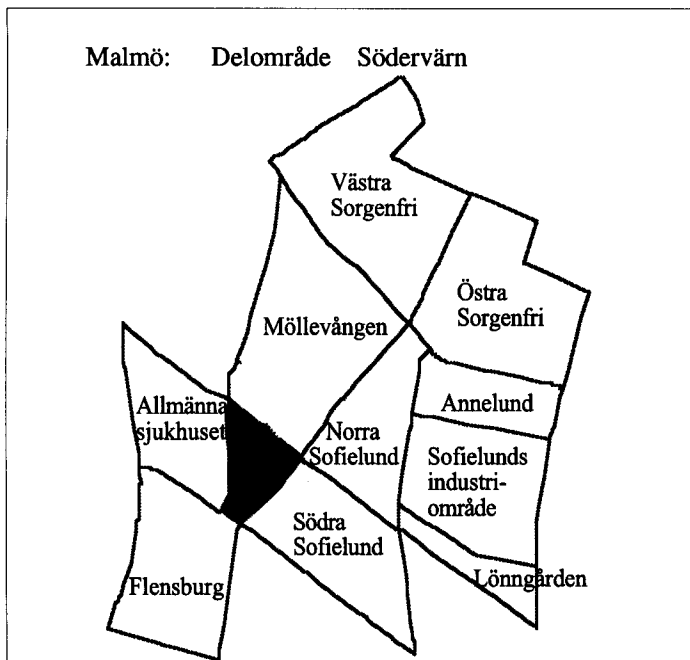 Malmö: Delområde Södervärn
Västra
Sorgenfri
Östra
Sorgenfri
Möllevången
Allmänna
sjukhuset
Norra
Sofielund
Annelund
Sofielunds
industri-
område
Södra
Sofielund
Flensburg
Lönngården